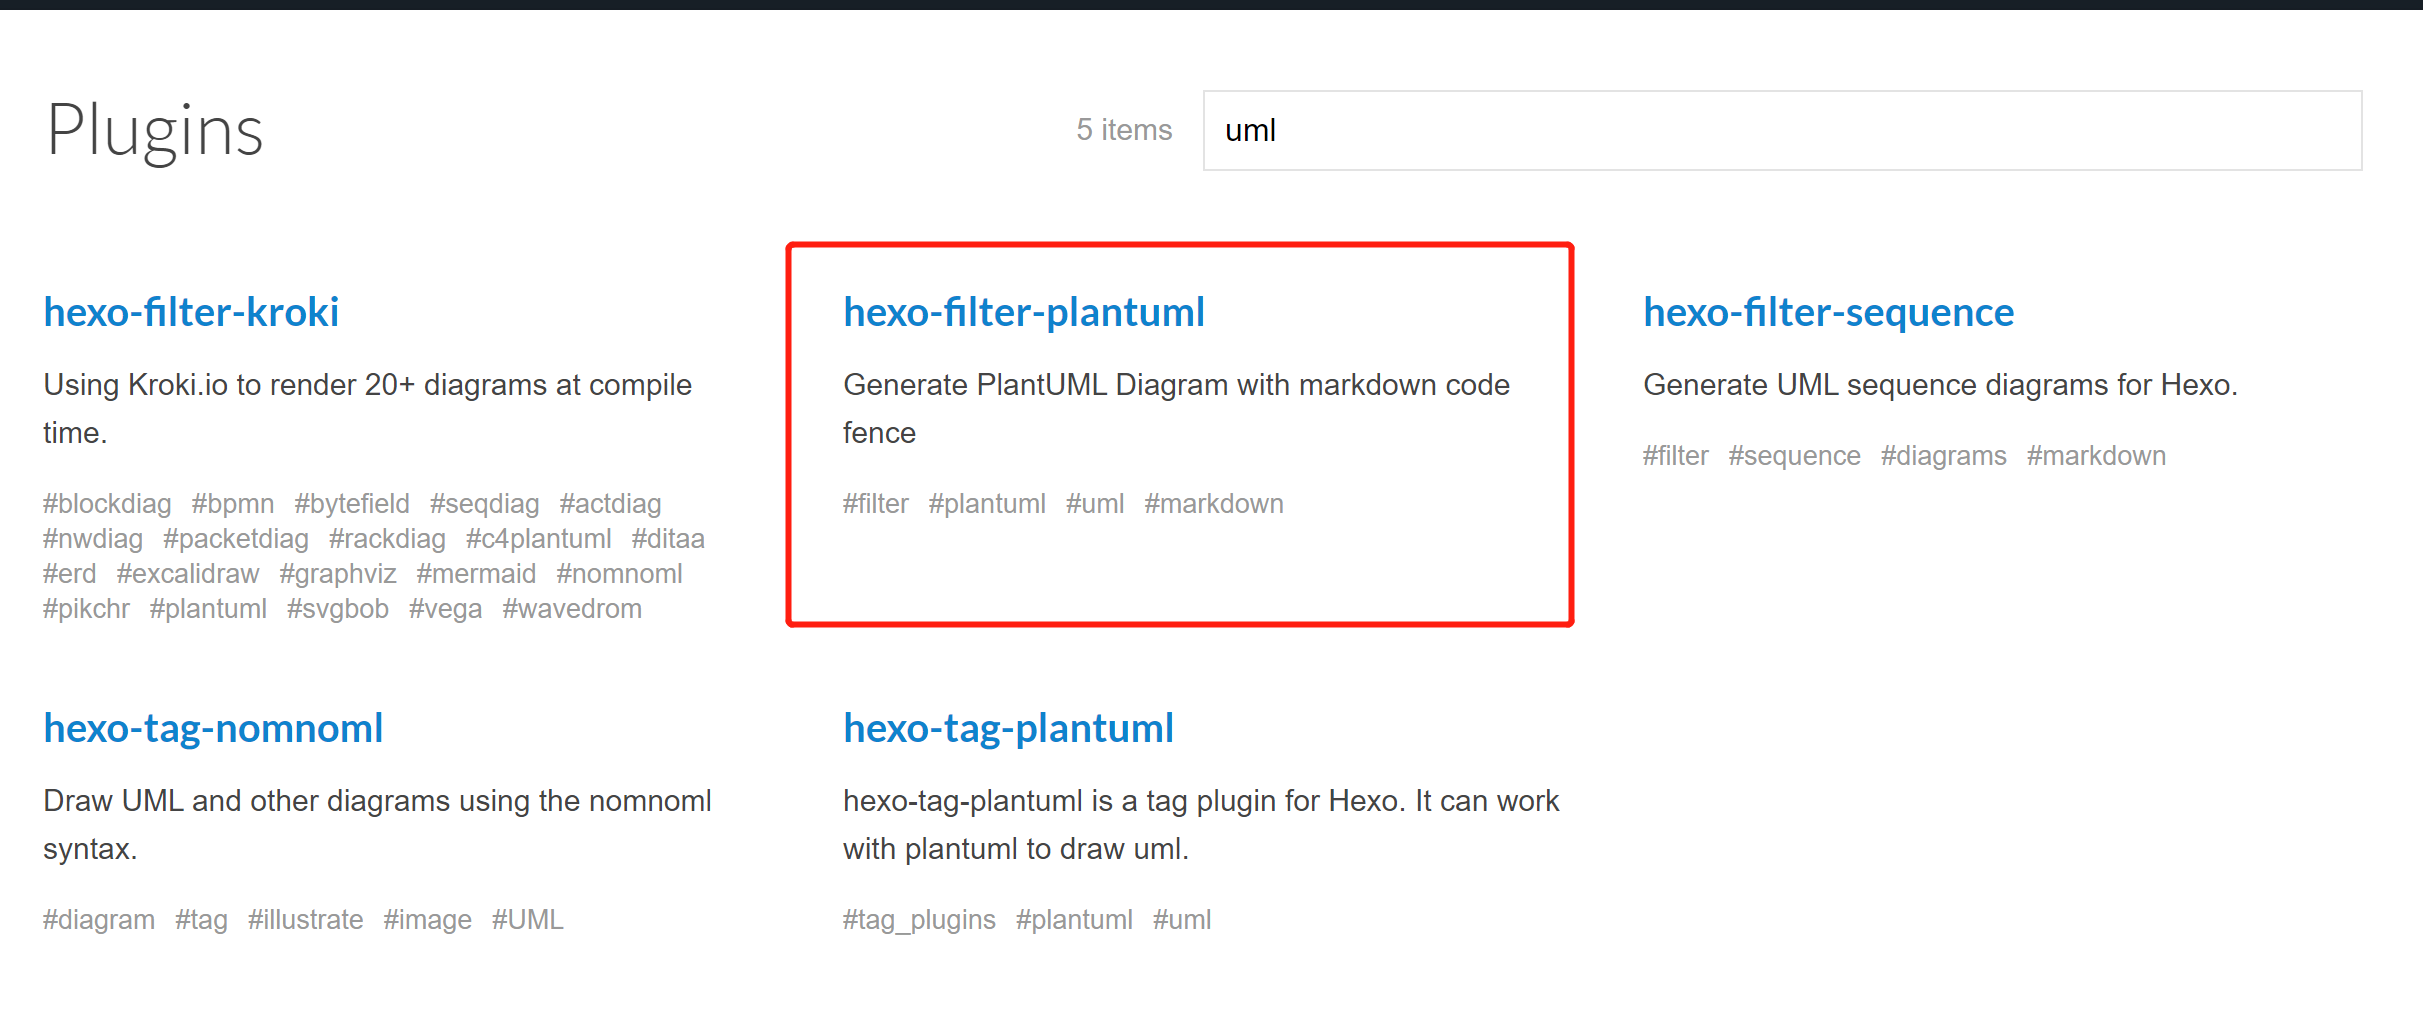 Plugins
5 items
uml
hexo-filter-kroki
Using Kroki.io to render 20+ diagrams at compile
time.
#blockdiag #bpmn #bytefield #seqdiag #actdiag
#nwdiag #packetdiag #rackdiag #c4plantuml #ditaa
#erd #excalidraw #graphviz #mermaid #nomnoml
#pikchr #plantuml #svgbob #vega #wavedrom
hexo-filter-plantuml
Generate PlantUML Diagram with markdown code
fence
#filter #plantuml #uml #markdown
hexo-filter-sequence
Generate UML sequence diagrams for Hexo.
#filter #sequence #diagrams #markdown
hexo-tag-nomnoml
Draw UML and other diagrams using the nomnoml
syntax.
#diagram #tag #illustrate #image #UML
hexo-tag-plantuml
hexo-tag-plantuml is a tag plugin for Hexo. It can work
with plantuml to draw uml.
#tag_plugins #plantuml #uml